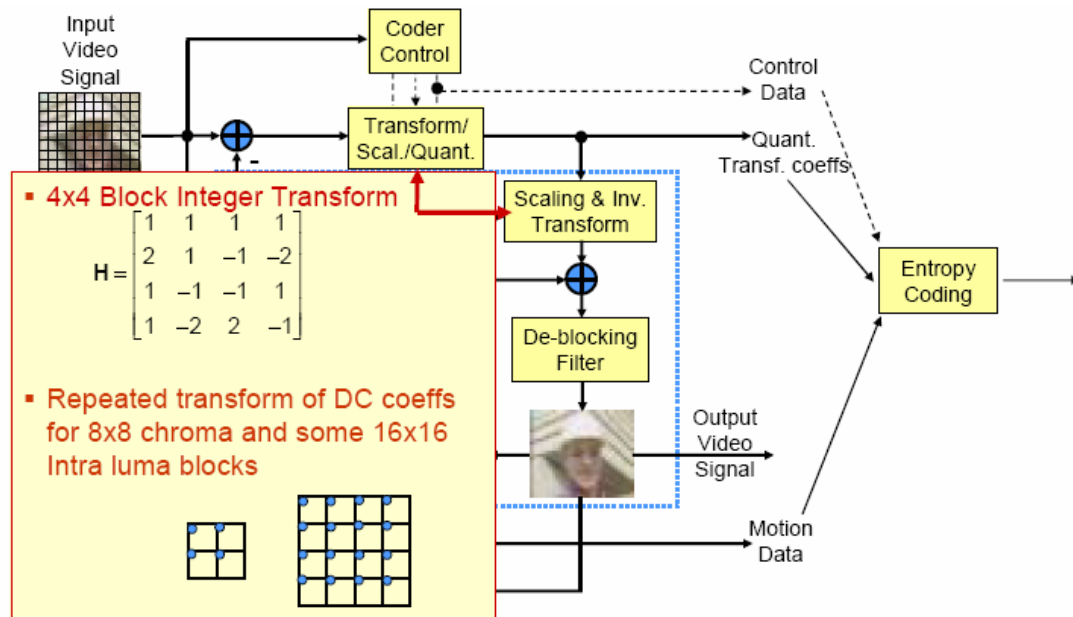 Input
Video
Signal
Coder
Control
Control
Data
Transform/
Scal./Quant.
-
Quant.
Transf. coeffs
▪ 4x4 Block Integer Transform
H = [1 1 1 1
2 1 –1 –2
1 –1 –1 1
1 –2 2 –1]
Scaling & Inv.
Transform
Entropy
Coding
De-blocking
Filter
▪ Repeated transform of DC coeffs
for 8x8 chroma and some 16x16
Intra luma blocks
Output
Video
Signal
Motion
Data